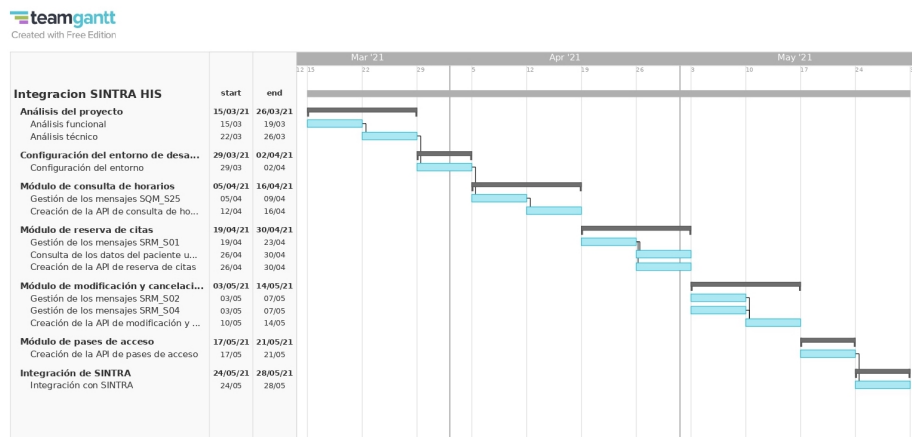 teamgantt
Created with Free Edition
Mar '21 Apr '21 May '21
12 15 22 29 5 12 19 26 3 10 17 24
Integracion SINTRA HIS start end
Análisis del proyecto 15/03/21 26/03/21
Análisis funcional 15/03 19/03
Análisis técnico 22/03 26/03
Configuración del entorno de desa... 29/03/21 02/04/21
Configuración del entorno 29/03 02/04
Módulo de consulta de horarios 05/04/21 16/04/21
Gestión de los mensajes SQM_S25 05/04 09/04
Creación de la API de consulta de ho... 12/04 16/04
Módulo de reserva de citas 19/04/21 30/04/21
Gestión de los mensajes SRM_S01 19/04 23/04
Consulta de los datos del paciente u... 26/04 30/04
Creación de la API de reserva de citas 26/04 30/04
Módulo de modificación y cancelaci... 03/05/21 14/05/21
Gestión de los mensajes SRM_S02 03/05 07/05
Gestión de los mensajes SRM_S04 03/05 07/05
Creación de la API de modificación y ... 10/05 14/05
Módulo de pases de acceso 17/05/21 21/05/21
Creación de la API de pases de acceso 17/05 21/05
Integración de SINTRA 24/05/21 28/05/21
Integración con SINTRA 24/05 28/05